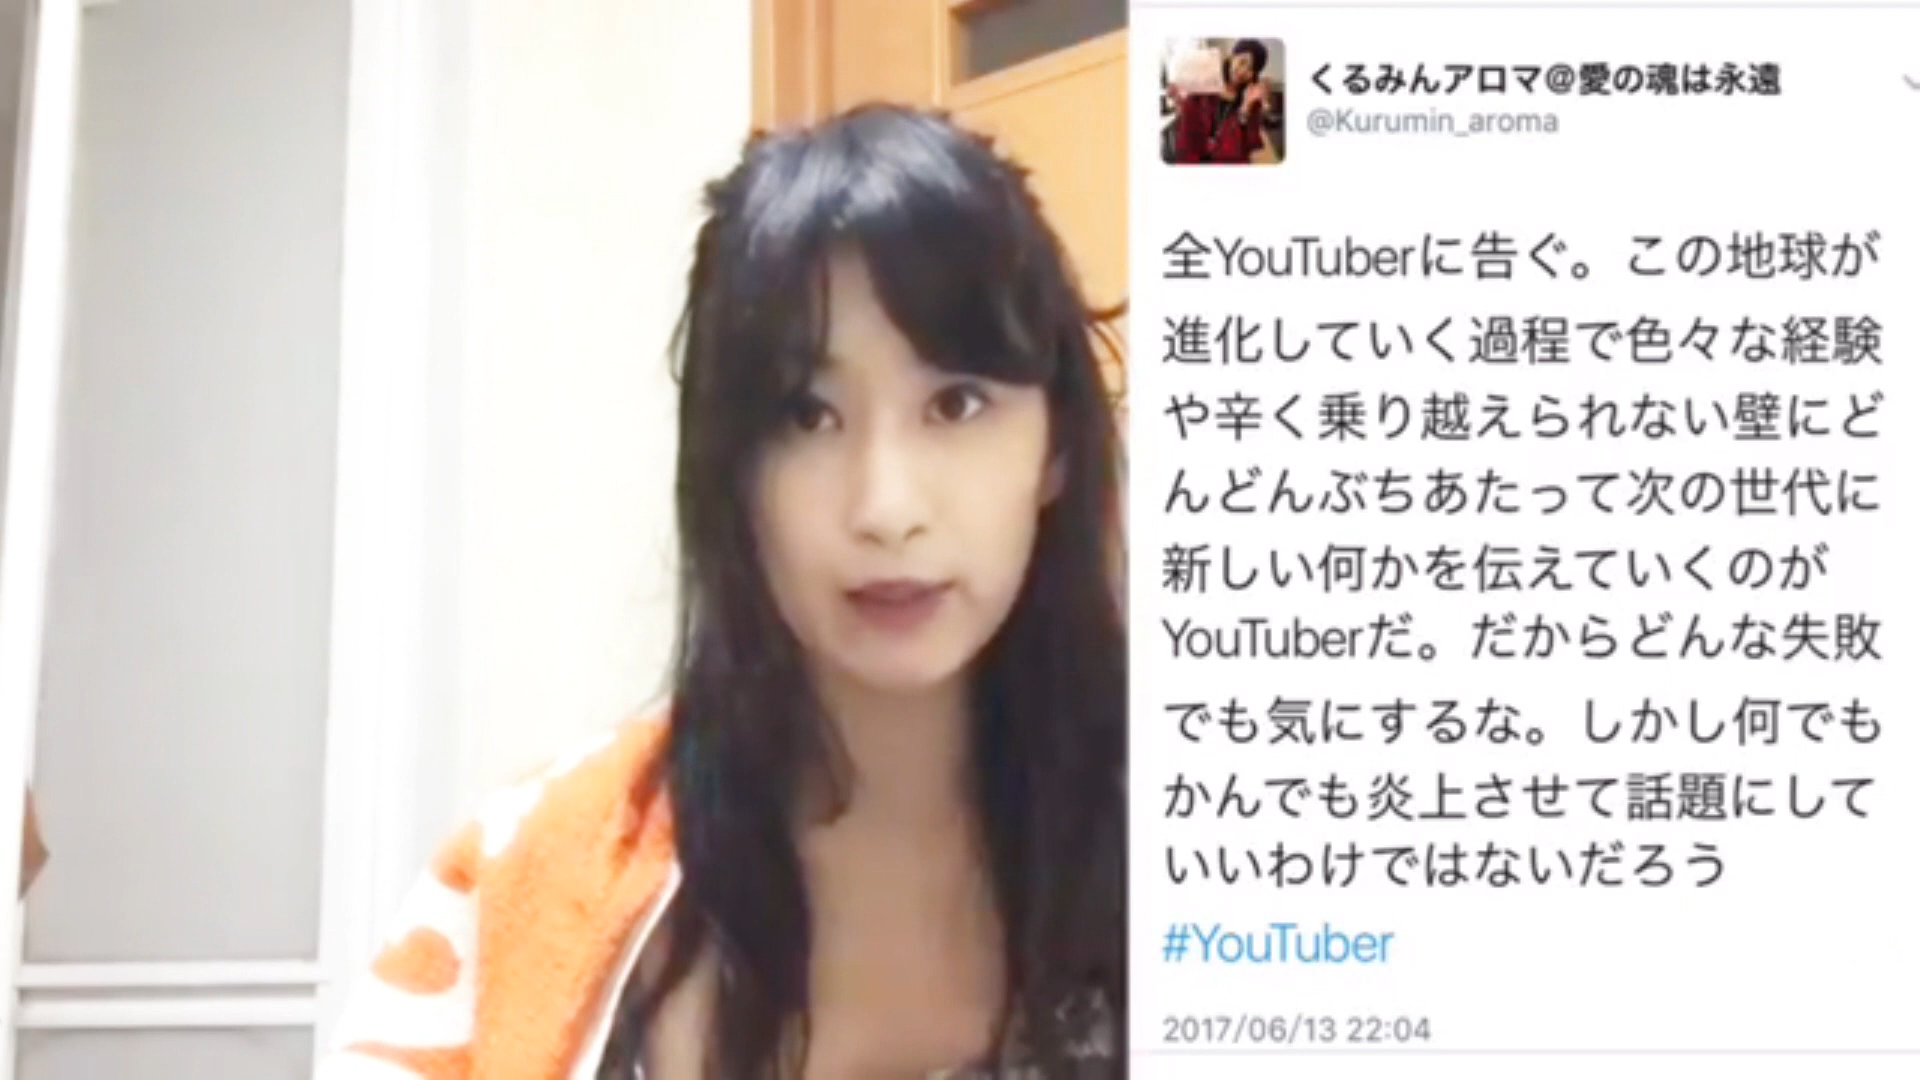 くるみんアロマ@愛の魂は永遠
@Kurumin_aroma
全YouTuberに告ぐ。この地球が
進化していく過程で色々な経験
や辛く乗り越えられない壁にど
んどんぶちあたって次の世代に
新しい何かを伝えていくのが
YouTuberだ。だからどんな失敗
でも気にするな。しかし何でも
かんでも炎上させて話題にして
いいわけではないだろう
#YouTuber
2017/06/13 22:04